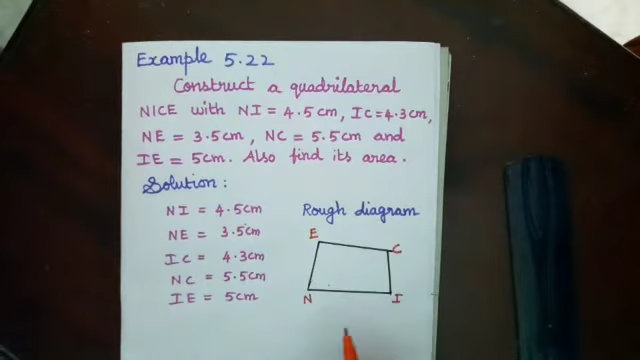 Example 5.22
Construct a quadrilateral
NICE with NI = 4.5cm, IC=4.3cm,
NE = 3.5cm, NC = 5.5cm and
IE = 5cm. Also find its area.
Solution:
NI = 4.5cm
NE = 3.5cm
IC = 4.3cm
NC = 5.5cm
IE = 5cm
Rough diagram
E
C
N
I